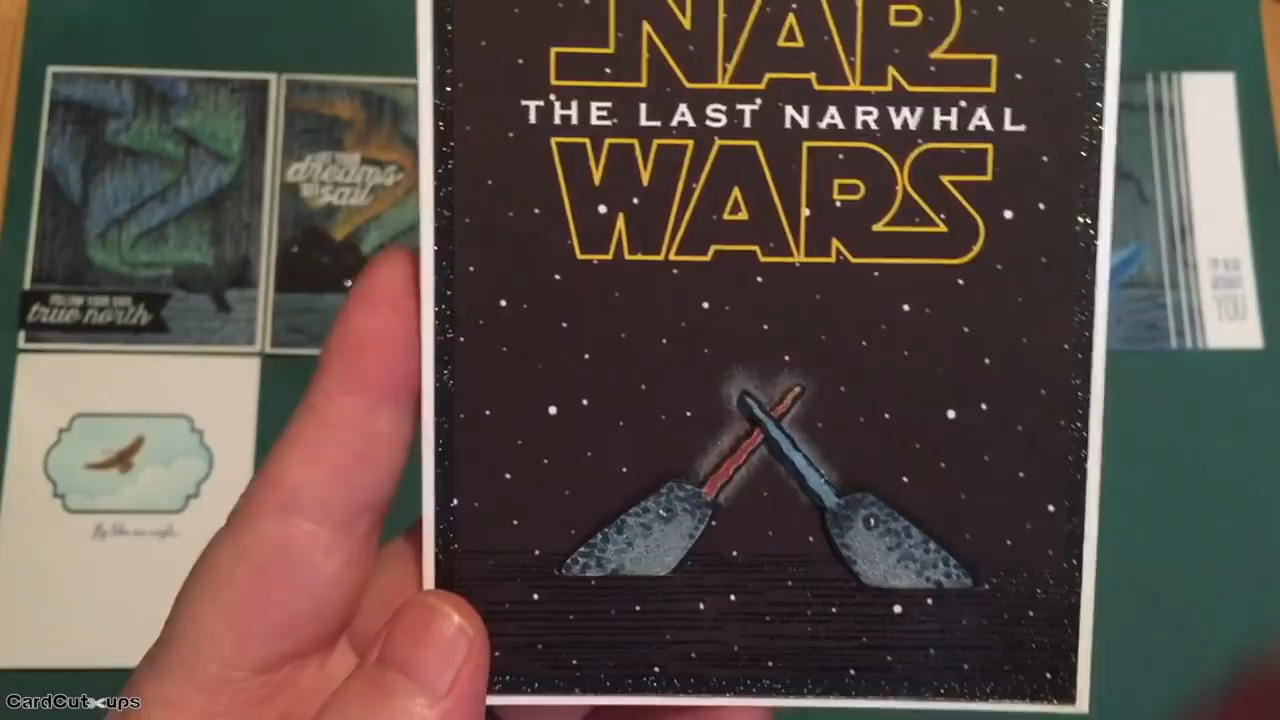 NAR
THE LAST NARWHAL
WARS
dreams
sail
FOLLOW YOUR OWN
true north
YOU
CardCut ups